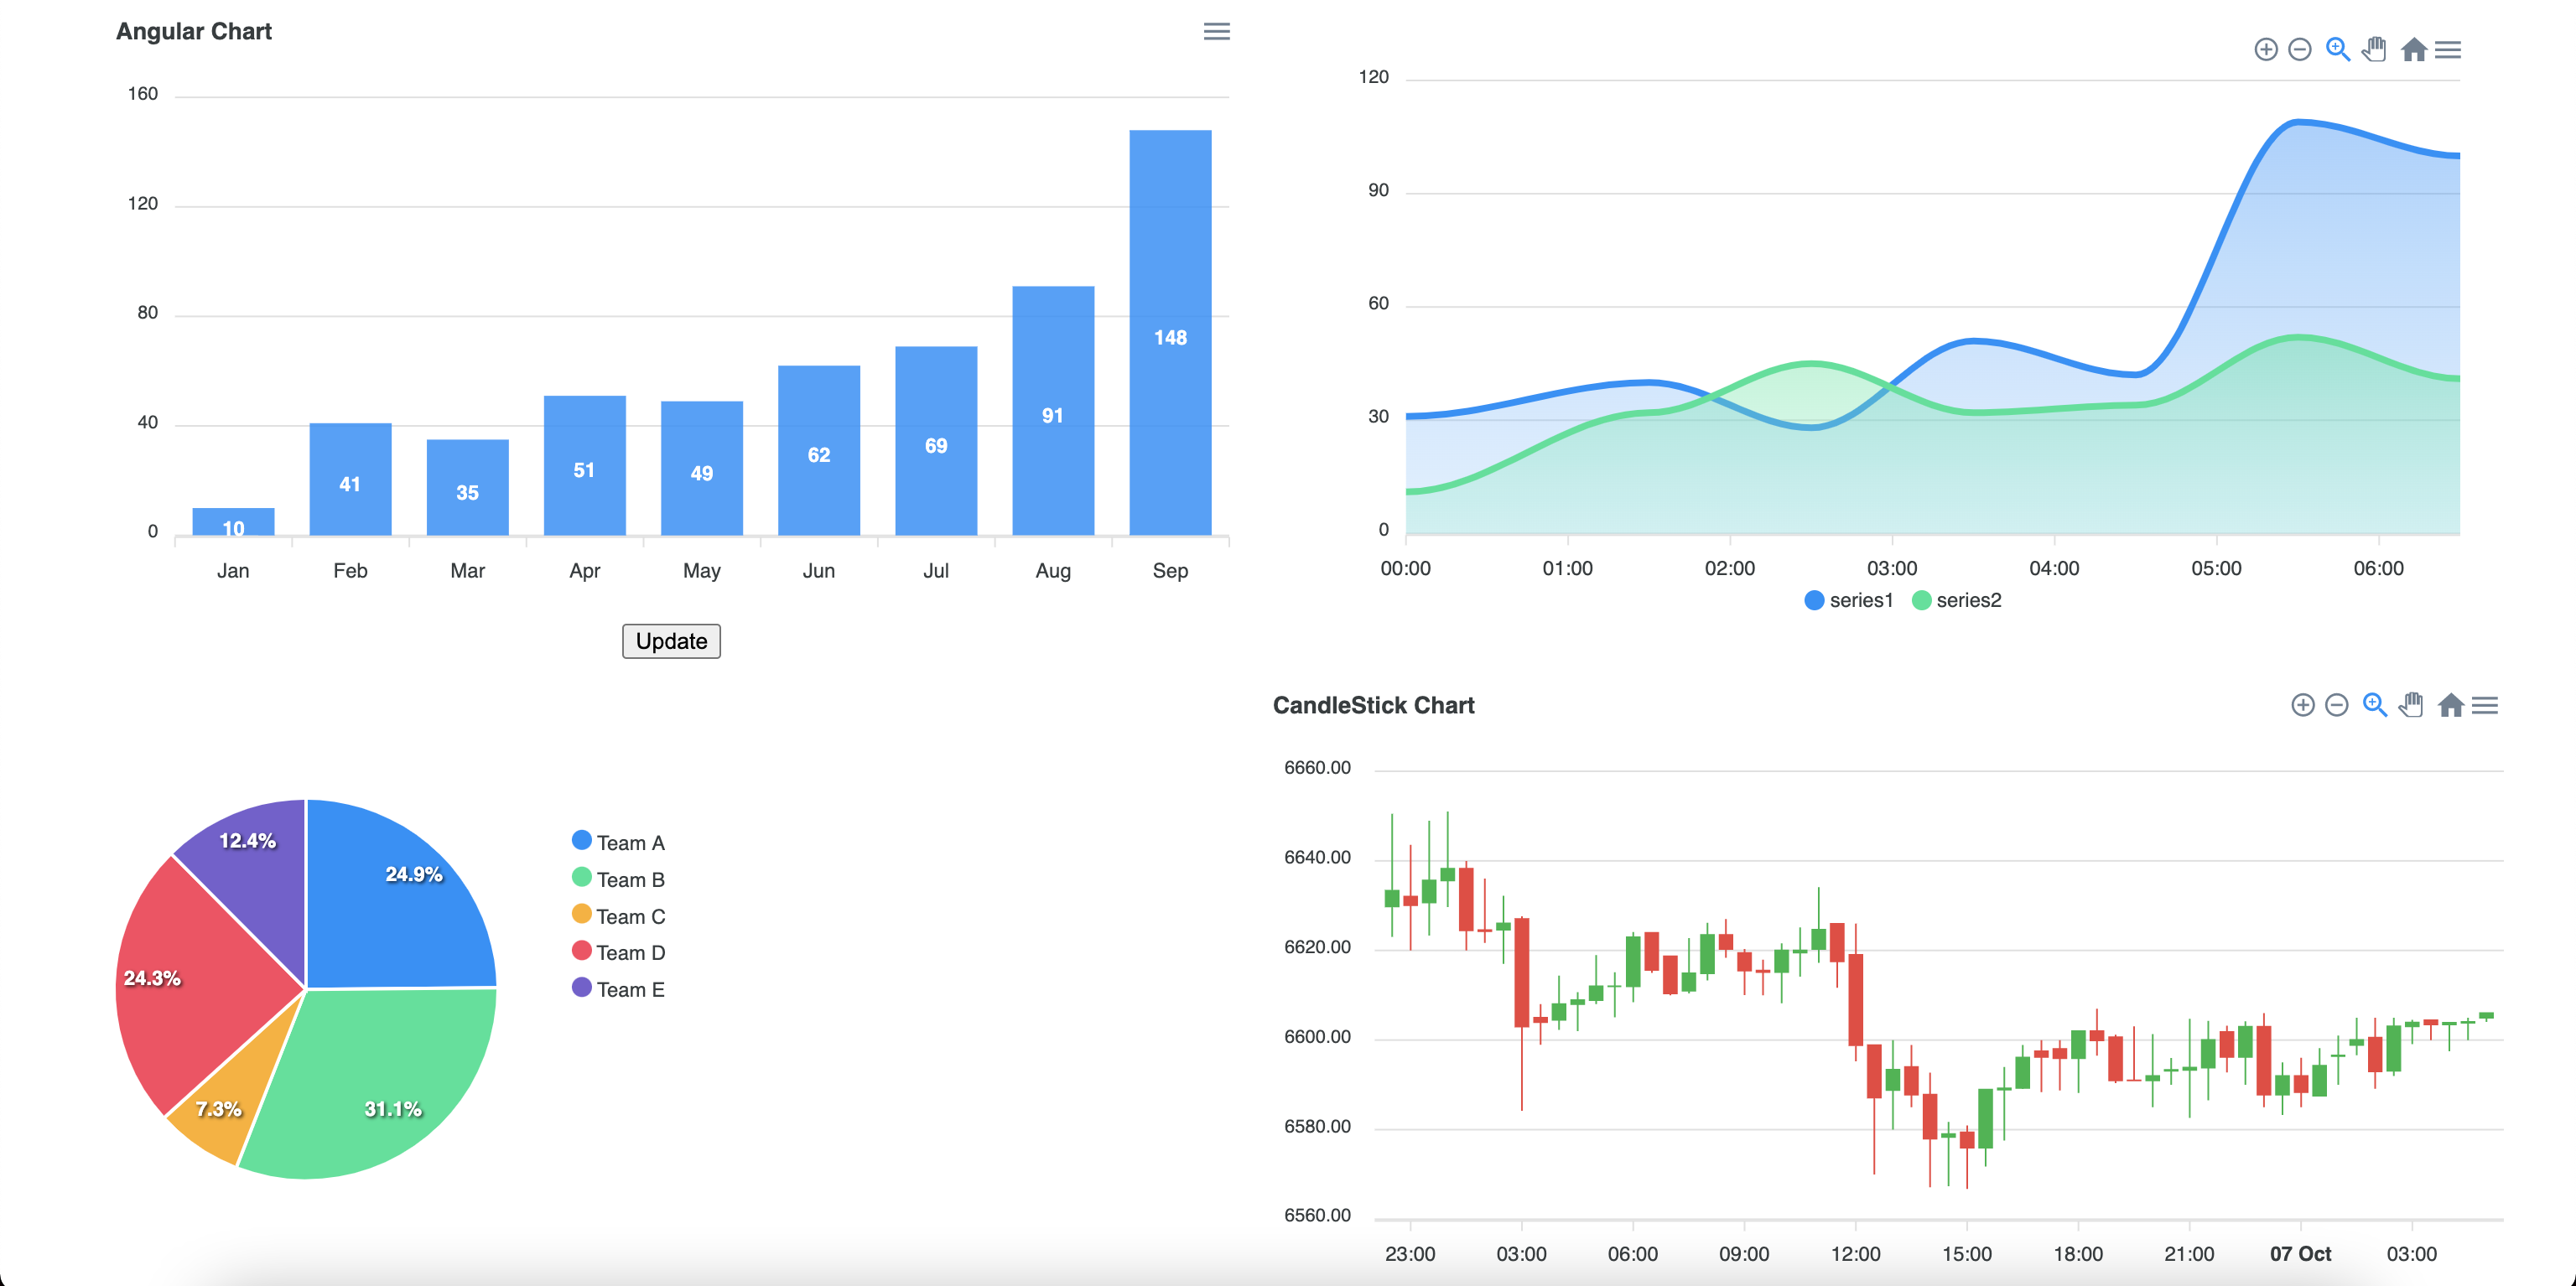 Angular Chart
160
120
80
40
0
10
41
35
51
49
62
69
91
148
Jan Feb Mar Apr May Jun Jul Aug Sep
Update
120
90
60
30
0
00:00 01:00 02:00 03:00 04:00 05:00 06:00
series1 series2
12.4%
24.9%
24.3%
7.3%
31.1%
Team A
Team B
Team C
Team D
Team E
CandleStick Chart
6660.00
6640.00
6620.00
6600.00
6580.00
6560.00
23:00 03:00 06:00 09:00 12:00 15:00 18:00 21:00 07 Oct 03:00